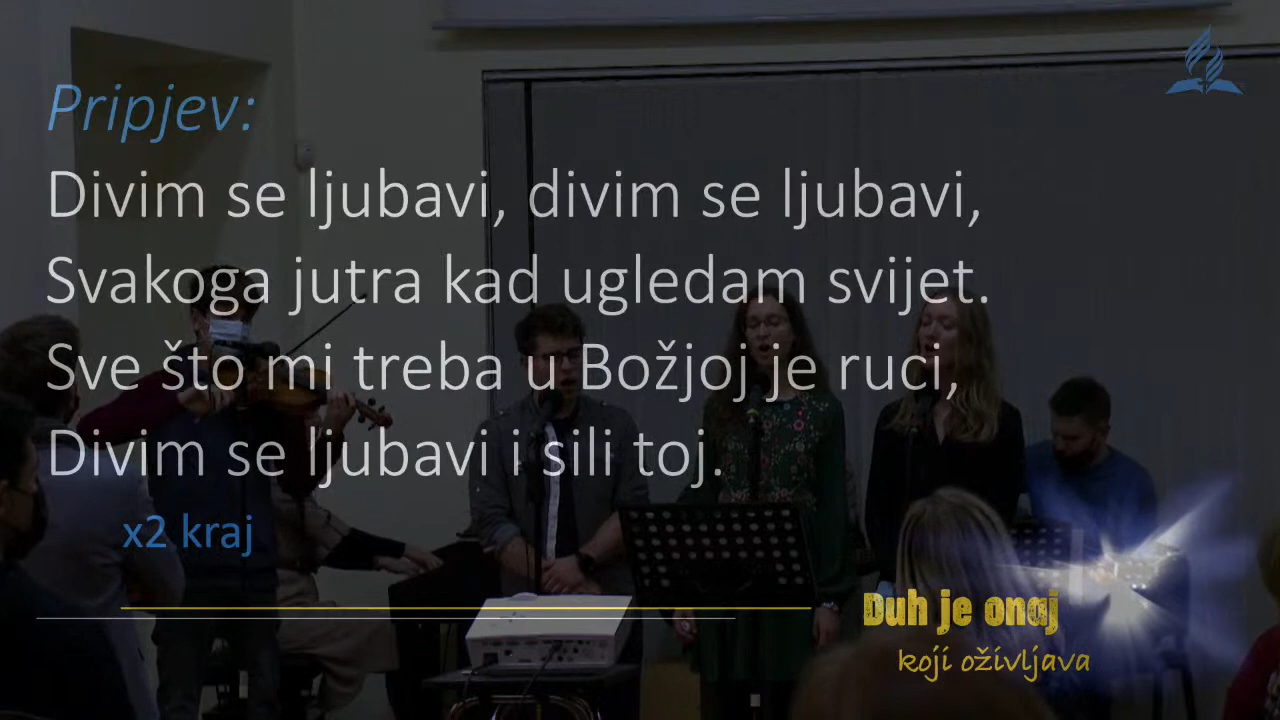 Pripjev:
Divim se ljubavi, divim se ljubavi,
Svakoga jutra kad ugledam svijet.
Sve što mi treba u Božjoj je ruci,
Divim se ljubavi i sili toj.
x2 kraj
Duh je onaj
koji oživljava